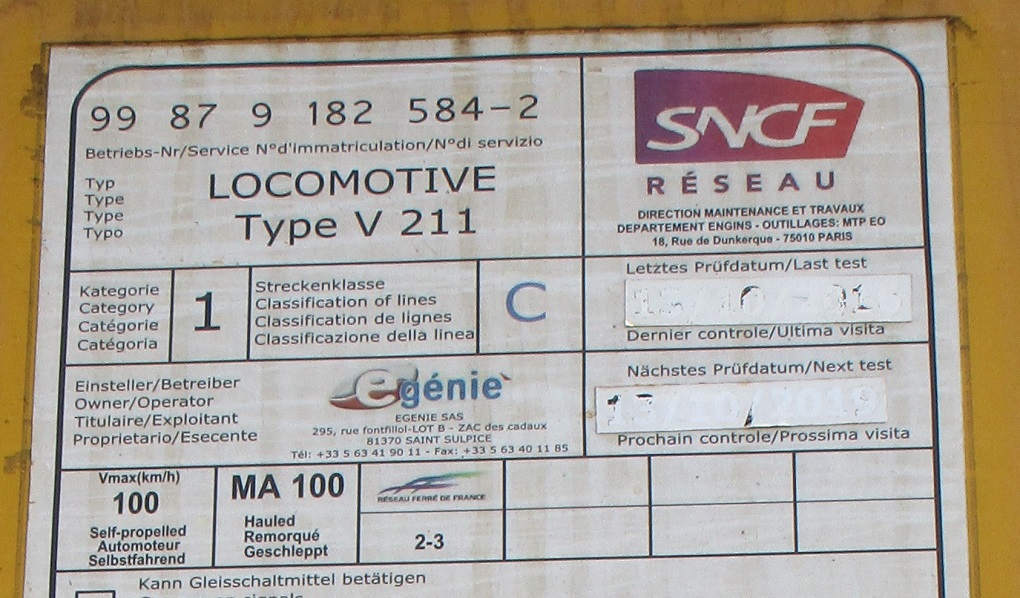 99 87 9 182 584-2
Betriebs-Nr/Service N°d'immatriculation/N°di servizio
Typ
Type
Type
Typo
LOCOMOTIVE
Type V 211
SNCF
RÉSEAU
DIRECTION MAINTENANCE ET TRAVAUX
DEPARTEMENT ENGINS - OUTILLAGES: MTP EO
18, Rue de Dunkerque - 75010 PARIS
Kategorie
Category
Catégorie
Catégoria
1
Streckenklasse
Classification of lines
Classification de lignes
Classificazione della linea
C
Letztes Prüfdatum/Last test
Dernier controle/Ultima visita
Einsteller/Betreiber
Owner/Operator
Titulaire/Exploitant
Proprietario/Esecente
egénie
EGENIE SAS
295, rue fontfillol-LOT B - ZAC des cadaux
81370 SAINT SULPICE
Tél: +33 5 63 41 90 11 - Fax: +33 5 63 40 11 85
Nächstes Prüfdatum/Next test
Prochain controle/Prossima visita
Vmax(km/h)
100
Self-propelled
Automoteur
Selbstfahrend
MA 100
Hauled
Remorqué
Geschleppt
RÉSEAU FERRÉ DE FRANCE
2-3
Kann Gleisschaltmittel betätigen